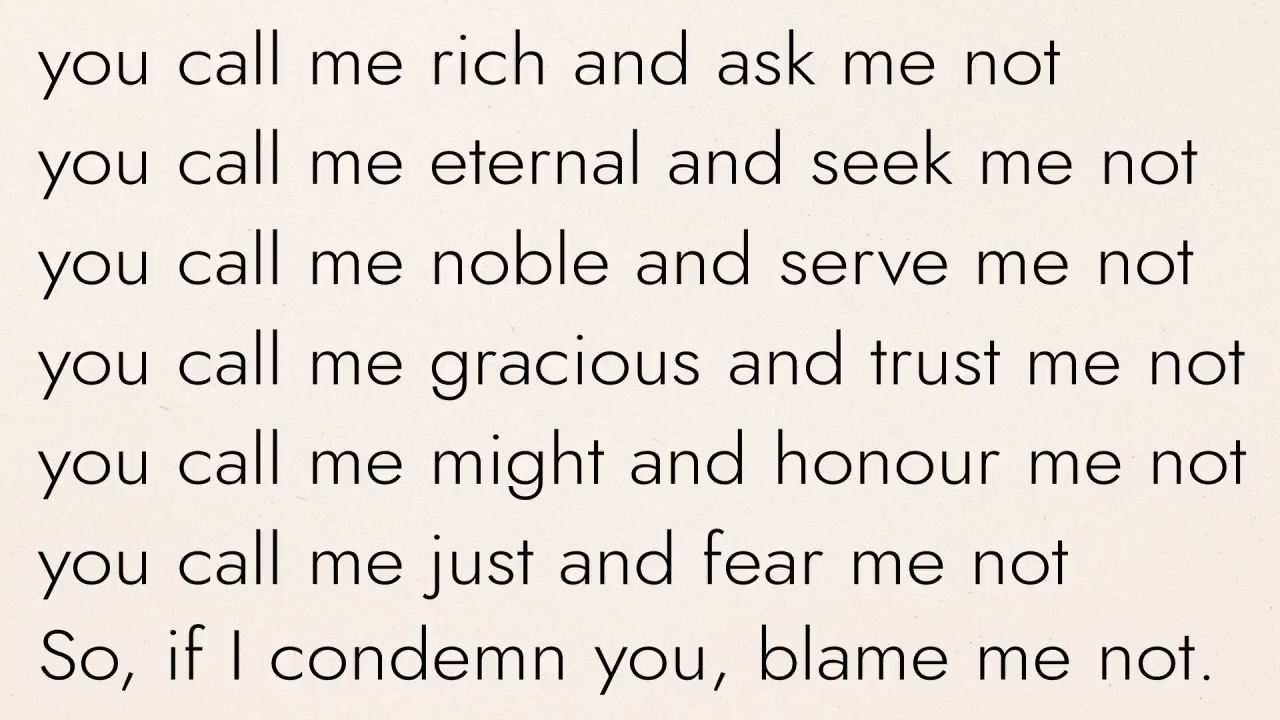 you call me rich and ask me not
you call me eternal and seek me not
you call me noble and serve me not
you call me gracious and trust me not
you call me might and honour me not
you call me just and fear me not
So, if I condemn you, blame me not.